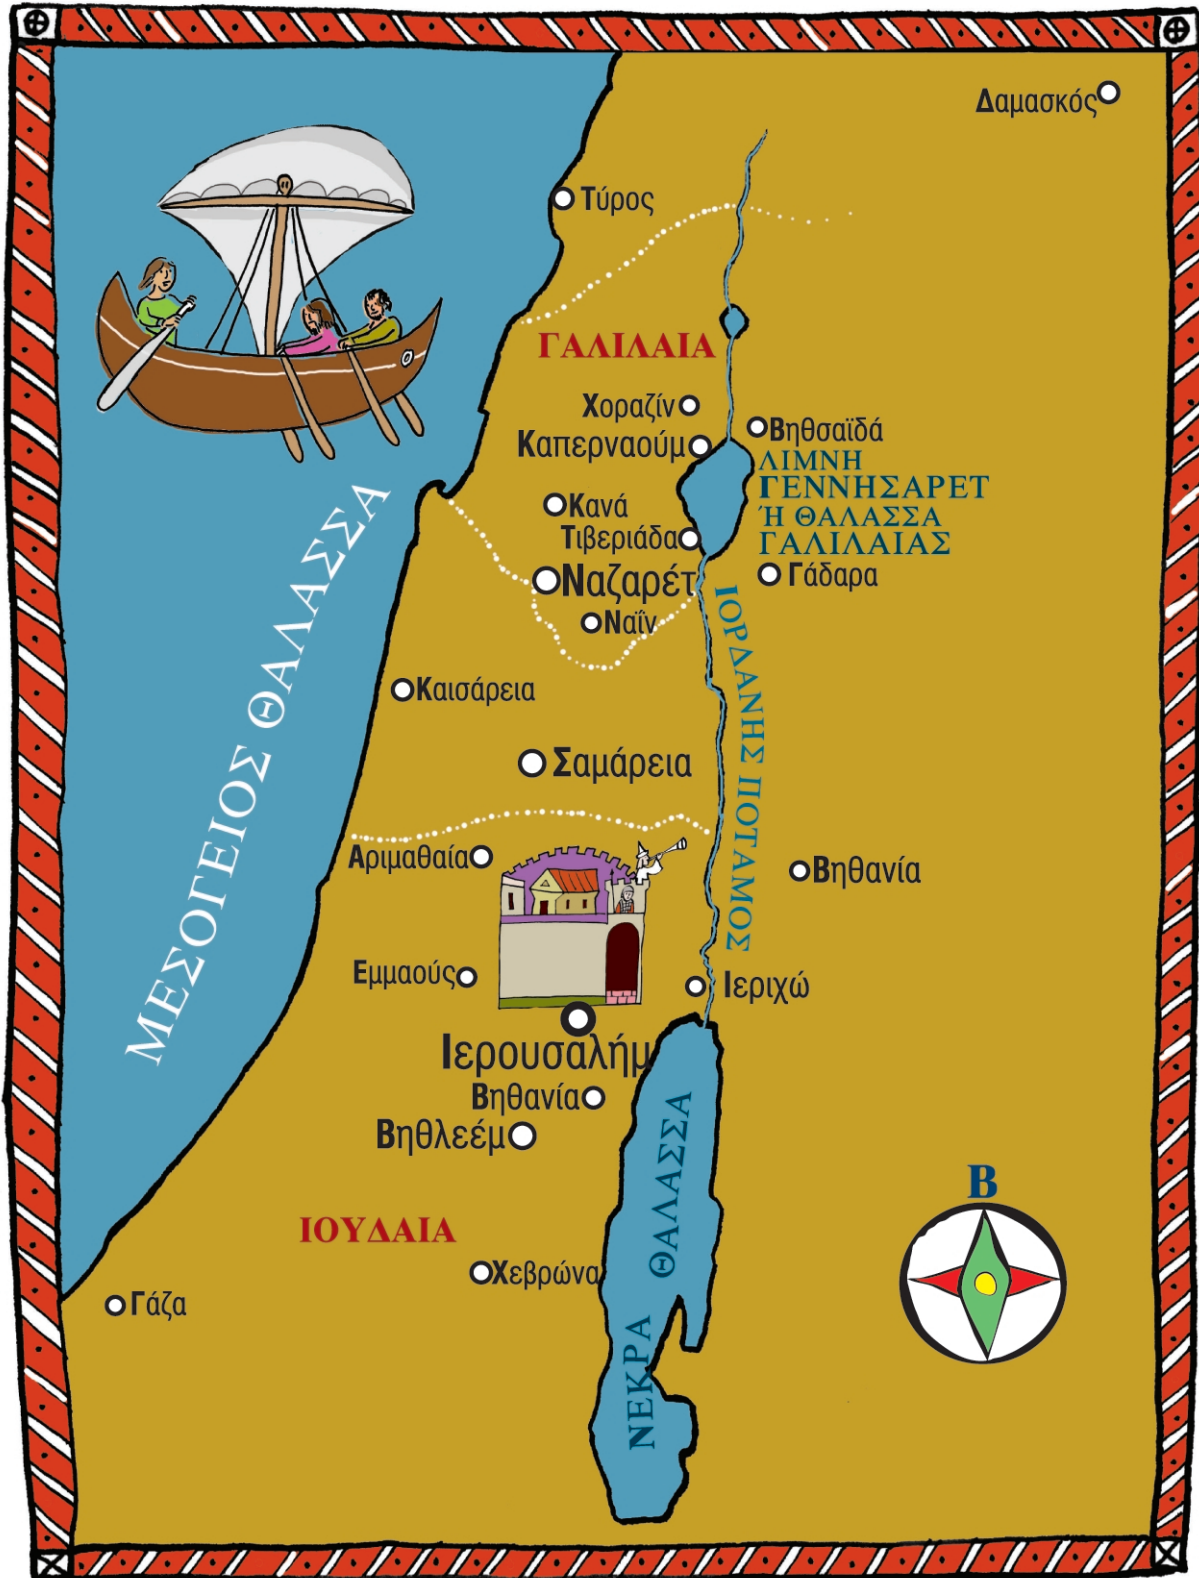 Δαμασκός
Τύρος
ΓΑΛΙΛΑΙΑ
Χοραζίν
Βηθσαϊδά
Καπερναούμ
ΛΙΜΝΗ
ΓΕΝΝΗΣΑΡΕΤ
Ή ΘΑΛΑΣΣΑ
ΓΑΛΙΛΑΙΑΣ
Κανά
Τιβεριάδα
Ναζαρέτ
Γάδαρα
Ναΐν
ΙΟΡΔΑΝΗΣ ΠΟΤΑΜΟΣ
ΜΕΣΟΓΕΙΟΣ ΘΑΛΑΣΣΑ
Καισάρεια
Σαμάρεια
Αριμαθαία
Βηθανία
Εμμαούς
Ιεριχώ
Ιερουσαλήμ
Βηθανία
Βηθλεέμ
ΝΕΚΡΑ ΘΑΛΑΣΣΑ
Β
ΙΟΥΔΑΙΑ
Χεβρώνα
Γάζα